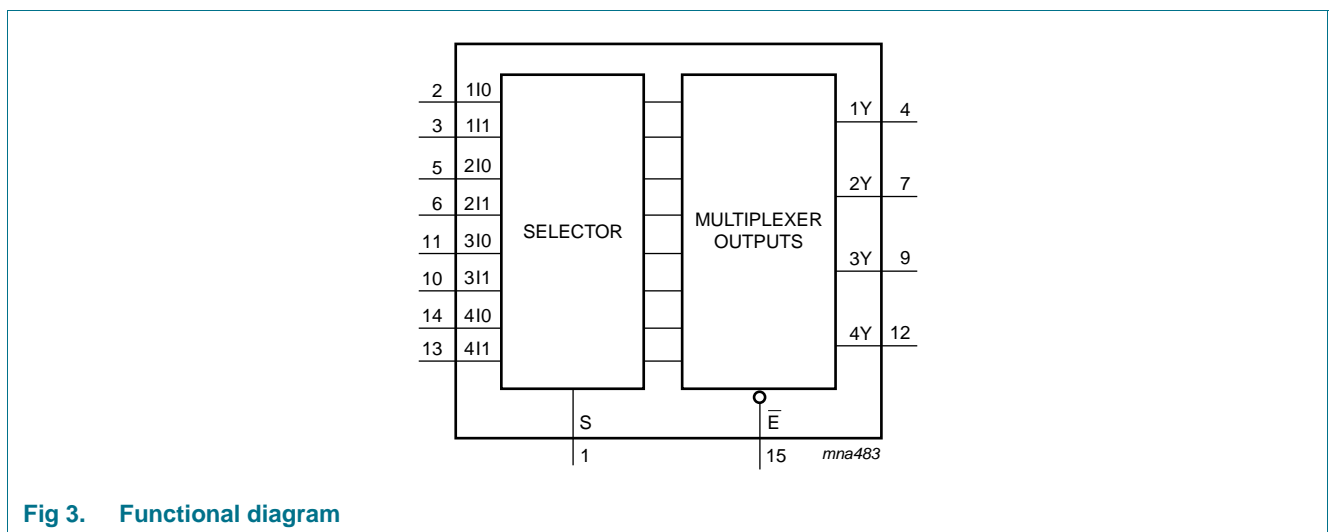 2 1I0
3 1I1
5 2I0
6 2I1
11 3I0
10 3I1
14 4I0
13 4I1
SELECTOR
MULTIPLEXER
OUTPUTS
1Y 4
2Y 7
3Y 9
4Y 12
S
E̅
1
15
mna483
Fig 3. Functional diagram